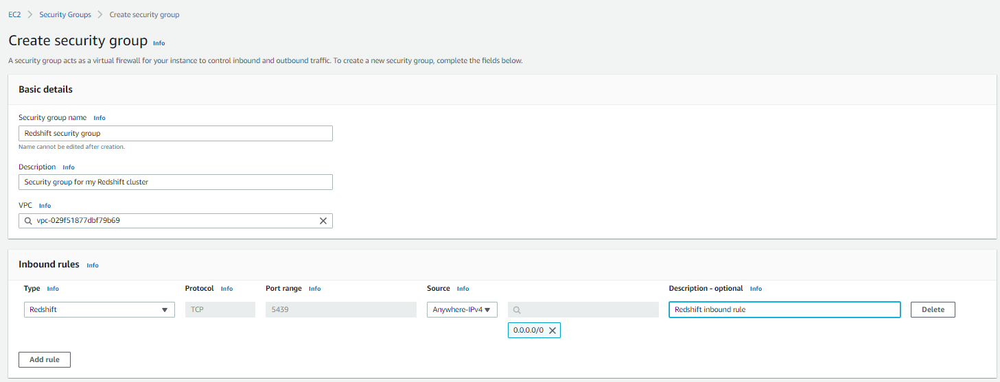 EC2 > Security Groups > Create security group
Create security group Info
A security group acts as a virtual firewall for your instance to control inbound and outbound traffic. To create a new security group, complete the fields below.
Basic details
Security group name Info
Redshift security group
Name cannot be edited after creation.
Description Info
Security group for my Redshift cluster
VPC Info
vpc-029f51877dbf79b69
Inbound rules Info
Type Info Protocol Info Port range Info Source Info Description - optional Info
Redshift TCP 5439 Anywhere-IPv4 Redshift inbound rule Delete
0.0.0.0/0
Add rule